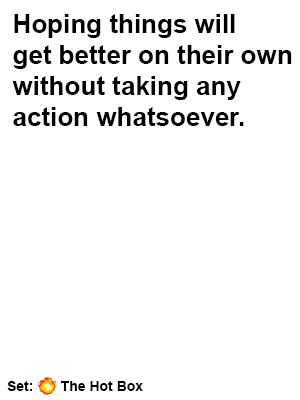 Hoping things will
get better on their own
without taking any
action whatsoever.
Set: The Hot Box